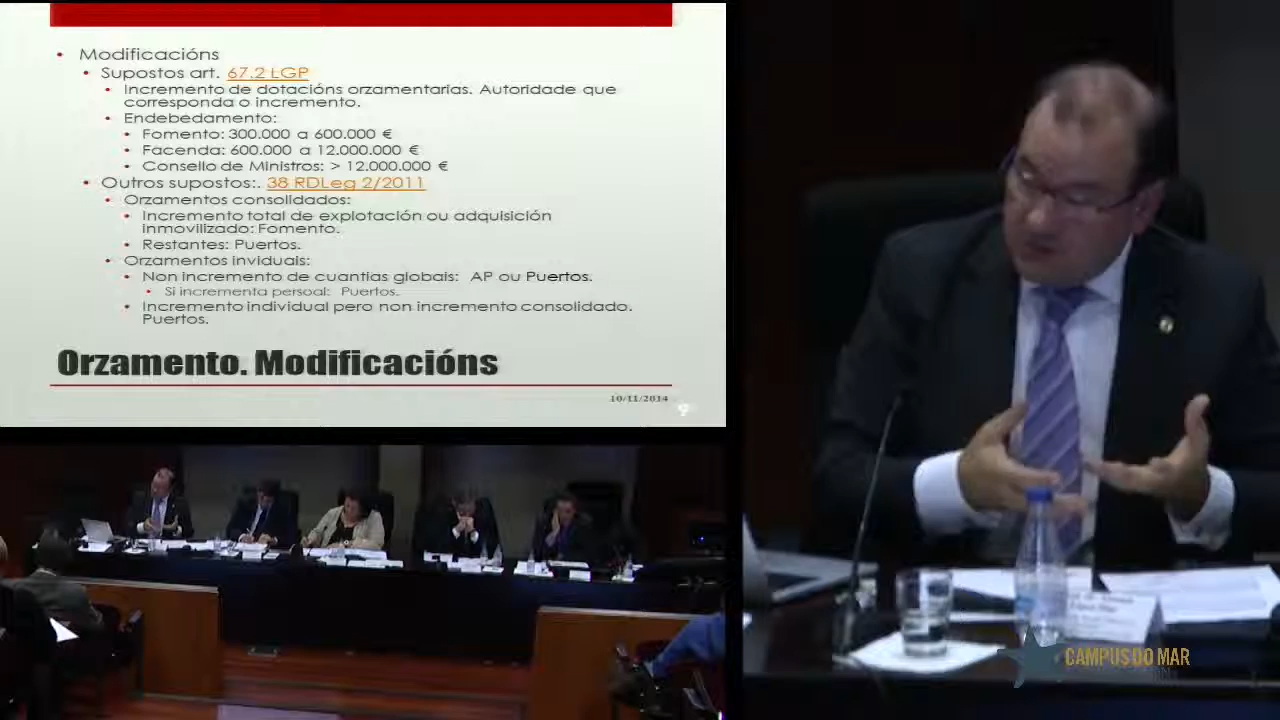 Modificacións
Supostos art. 67.2 LGP
Incremento de dotacións orzamentarias. Autoridade que
corresponda o incremento.
Endebedamento:
Fomento: 300.000 a 600.000 €
Facenda: 600.000 a 12.000.000 €
Consello de Ministros: > 12.000.000 €
Outros supostos:. 38 RDLeg 2/2011
Orzamentos consolidados:
Incremento total de explotación ou adquisición
inmovilizado: Fomento.
Restantes: Puertos.
Orzamentos inviduais:
Non incremento de cuantias globais: AP ou Puertos.
Si incrementa persoal: Puertos.
Incremento individual pero non incremento consolidado.
Puertos.
Orzamento. Modificacións
10/11/2014
9
CAMPUS DO MAR